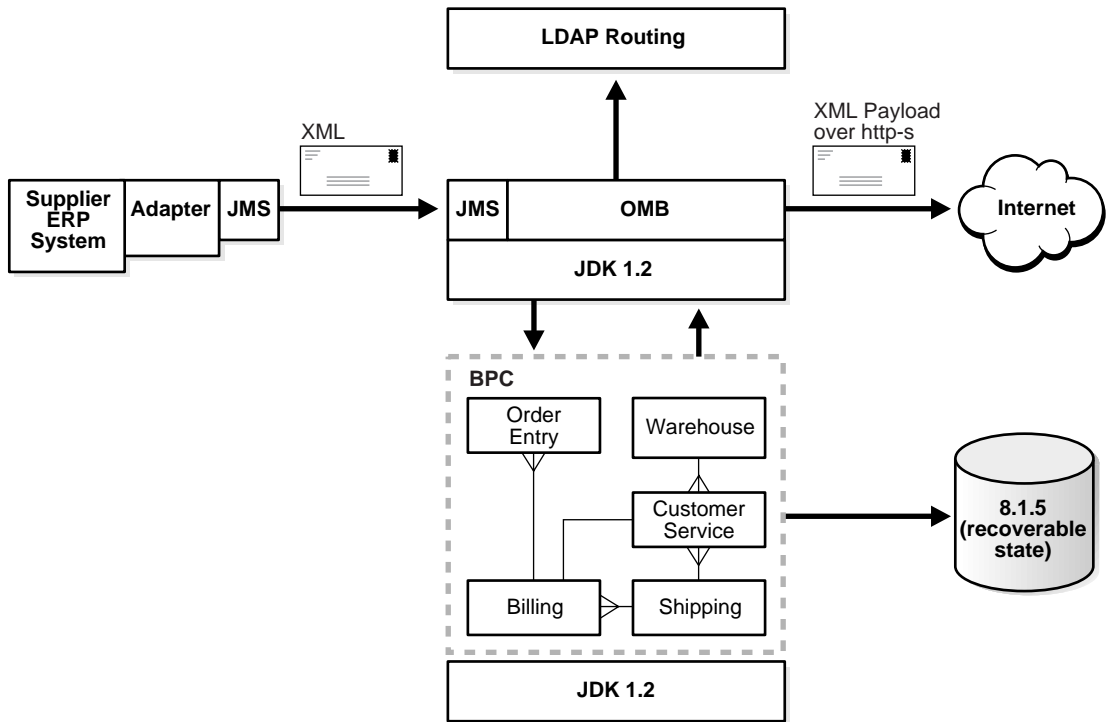 LDAP Routing
XML
XML Payload
over http-s
Supplier
ERP
System
Adapter
JMS
JMS
OMB
Internet
JDK 1.2
BPC
Order
Entry
Warehouse
Customer
Service
8.1.5
(recoverable
state)
Billing
Shipping
JDK 1.2